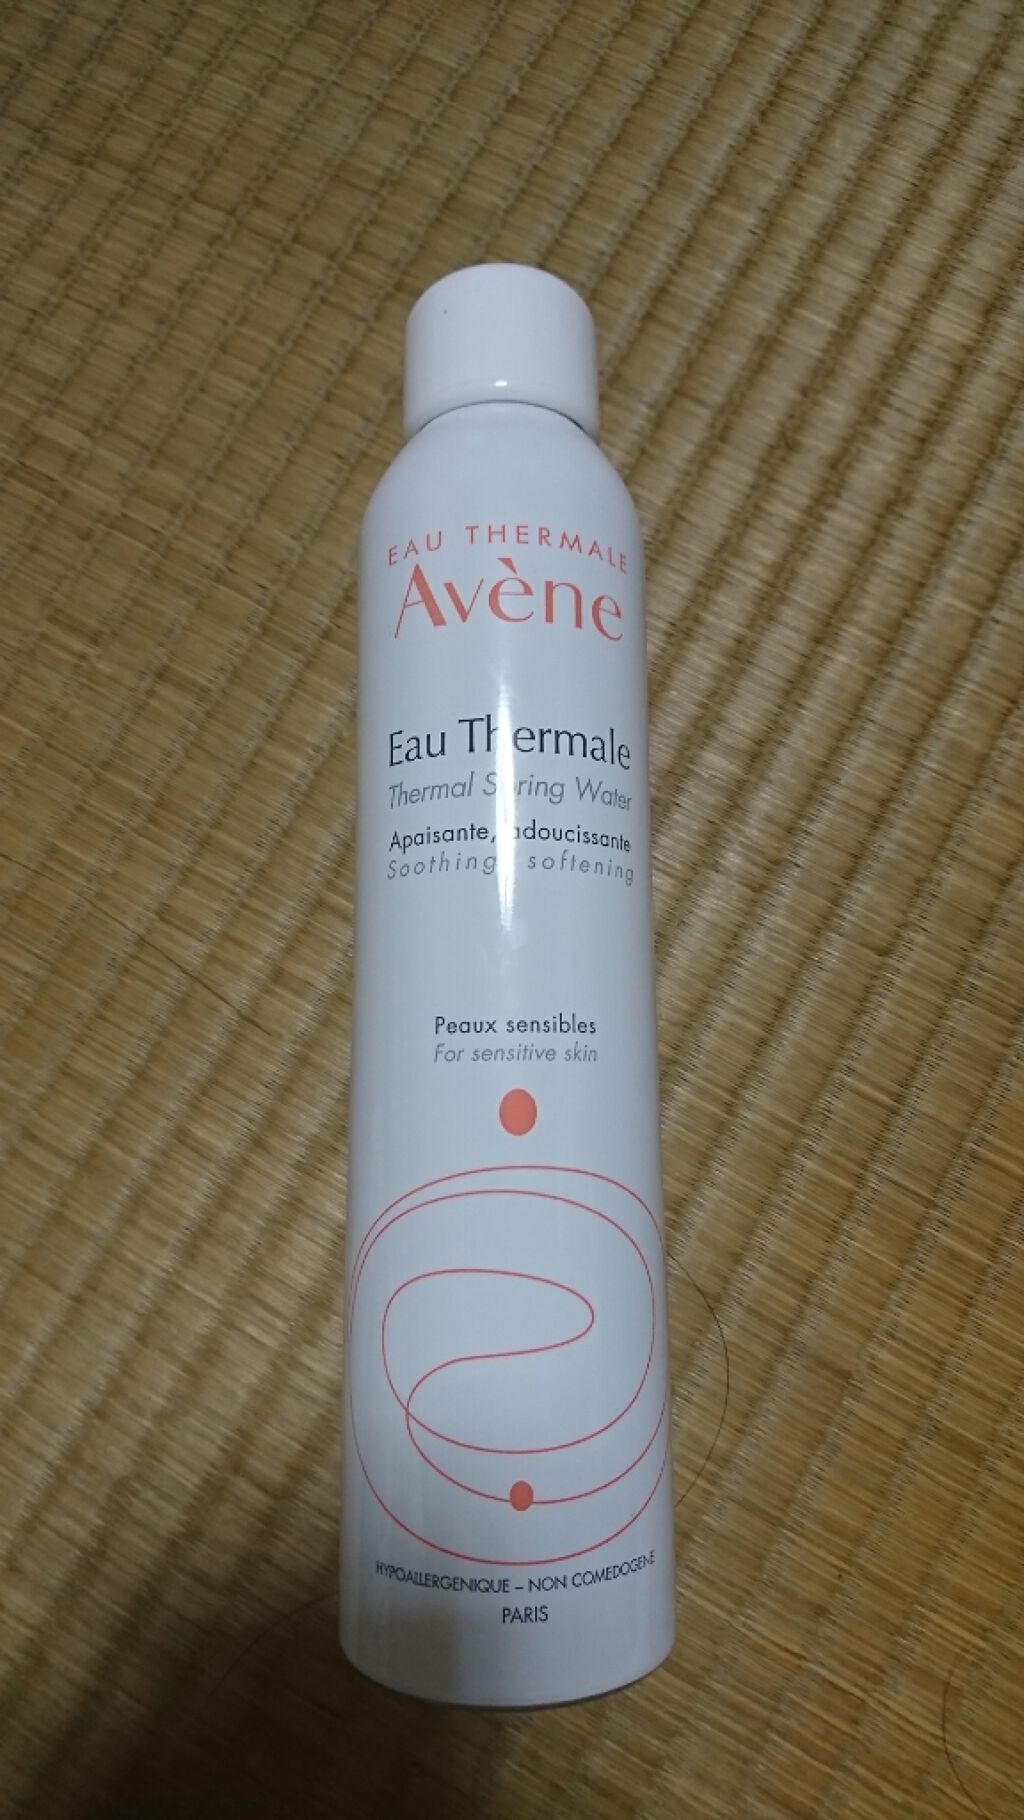 EAU THERMALE
Avène
Eau Thermale
Thermal Spring Water
Apaisante, adoucissante
Soothing, softening
Peaux sensibles
For sensitive skin
HYPOALLERGENIQUE – NON COMEDOGENE
PARIS